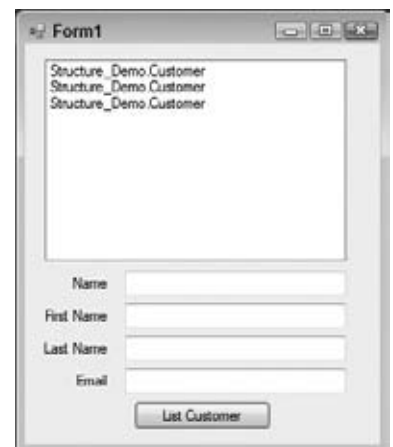 Form1
Structure_Demo.Customer
Structure_Demo.Customer
Structure_Demo.Customer
Name
First Name
Last Name
Email
List Customer